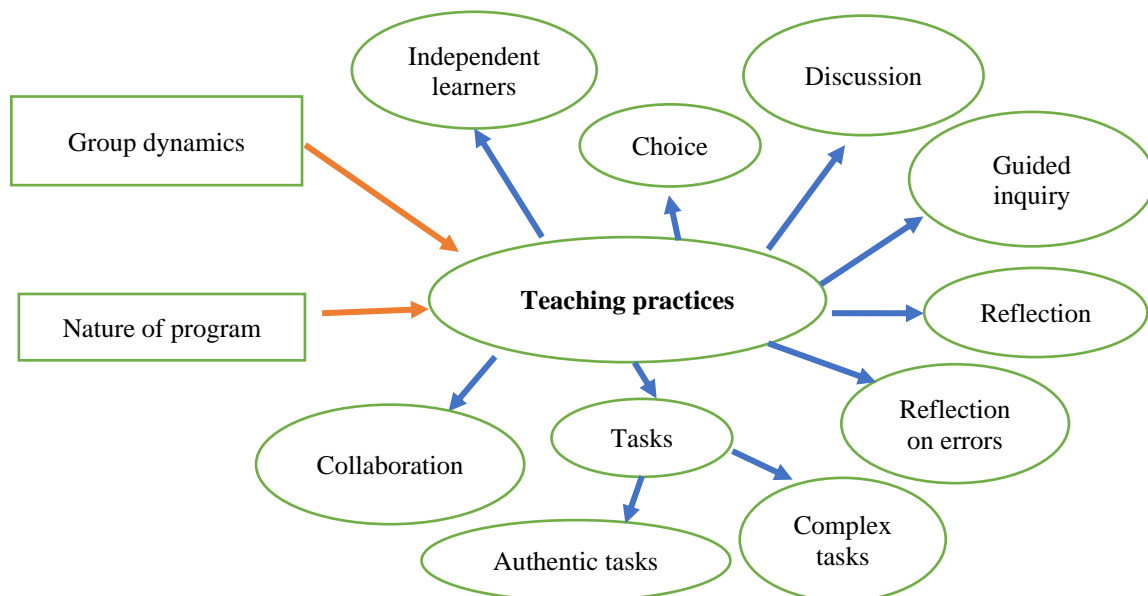 Independent
learners
Discussion
Group dynamics
Choice
Guided
inquiry
Teaching practices
Nature of program
Reflection
Reflection
on errors
Tasks
Collaboration
Complex
tasks
Authentic tasks